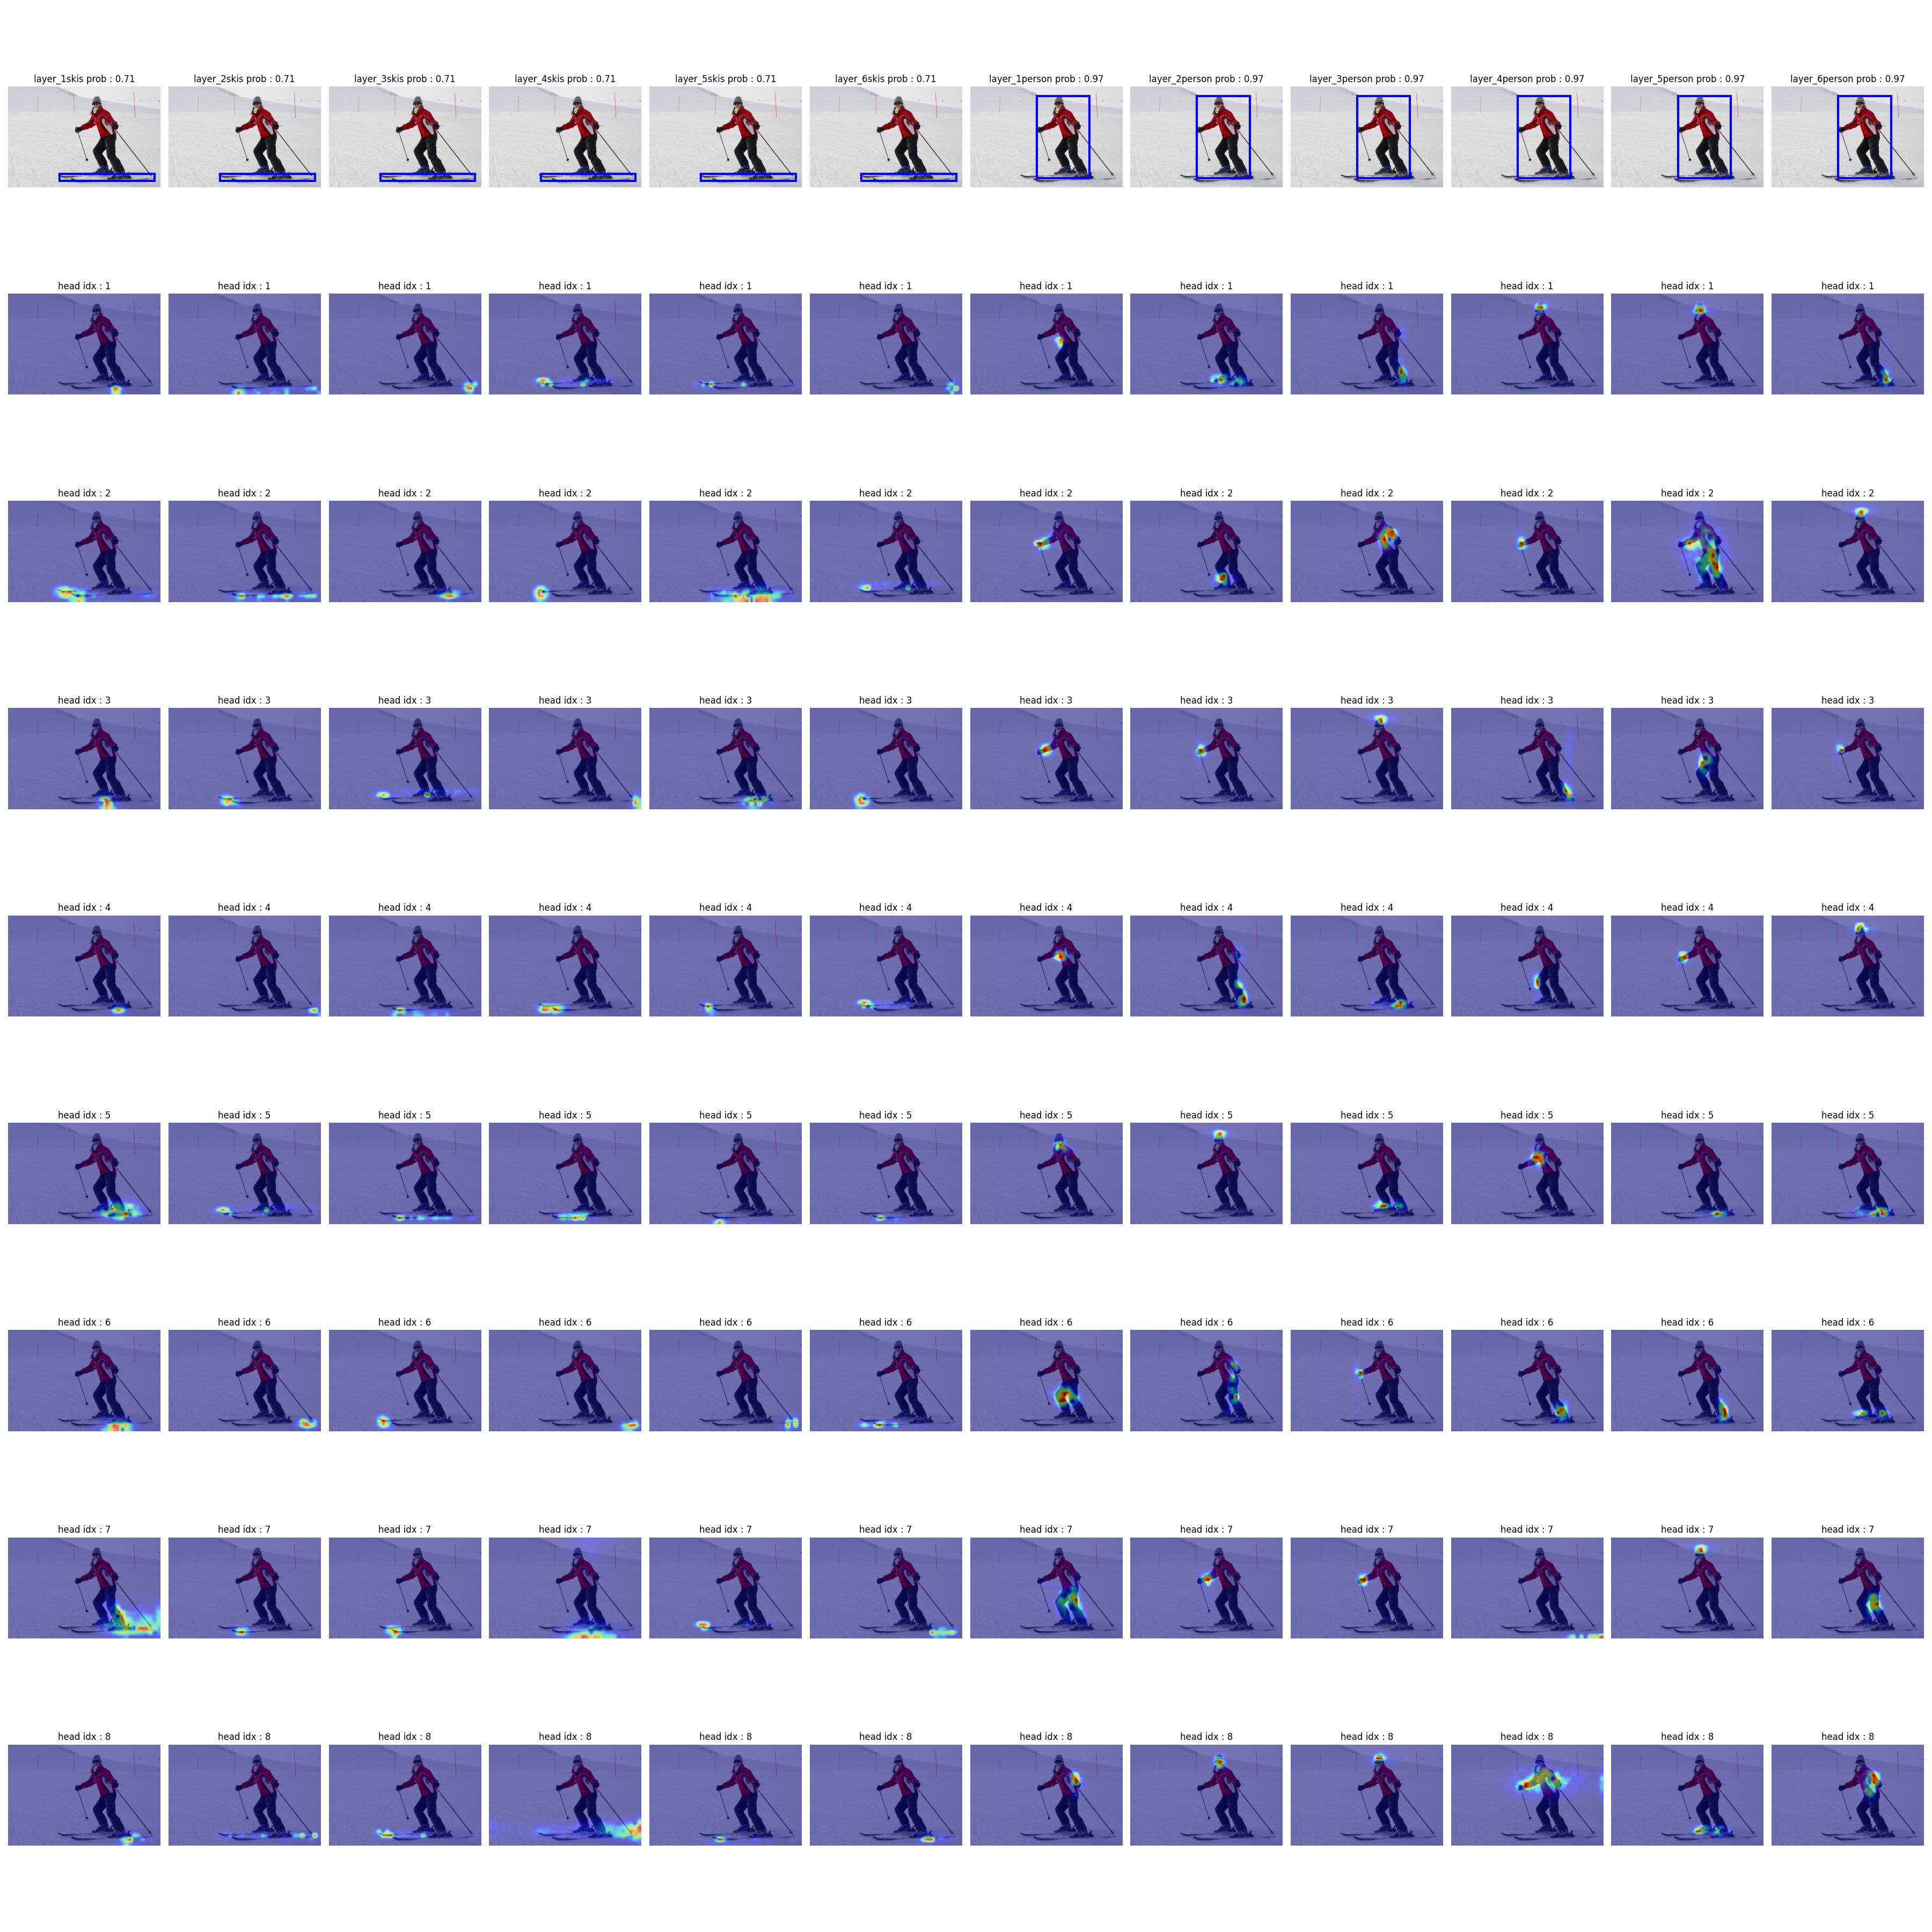 layer_1skis prob : 0.71 layer_2skis prob : 0.71 layer_3skis prob : 0.71 layer_4skis prob : 0.71 layer_5skis prob : 0.71 layer_6skis prob : 0.71 layer_1person prob : 0.97 layer_2person prob : 0.97 layer_3person prob : 0.97 layer_4person prob : 0.97 layer_5person prob : 0.97 layer_6person prob : 0.97
head idx : 1 head idx : 1 head idx : 1 head idx : 1 head idx : 1 head idx : 1 head idx : 1 head idx : 1 head idx : 1 head idx : 1 head idx : 1 head idx : 1
head idx : 2 head idx : 2 head idx : 2 head idx : 2 head idx : 2 head idx : 2 head idx : 2 head idx : 2 head idx : 2 head idx : 2 head idx : 2 head idx : 2
head idx : 3 head idx : 3 head idx : 3 head idx : 3 head idx : 3 head idx : 3 head idx : 3 head idx : 3 head idx : 3 head idx : 3 head idx : 3 head idx : 3
head idx : 4 head idx : 4 head idx : 4 head idx : 4 head idx : 4 head idx : 4 head idx : 4 head idx : 4 head idx : 4 head idx : 4 head idx : 4 head idx : 4
head idx : 5 head idx : 5 head idx : 5 head idx : 5 head idx : 5 head idx : 5 head idx : 5 head idx : 5 head idx : 5 head idx : 5 head idx : 5 head idx : 5
head idx : 6 head idx : 6 head idx : 6 head idx : 6 head idx : 6 head idx : 6 head idx : 6 head idx : 6 head idx : 6 head idx : 6 head idx : 6 head idx : 6
head idx : 7 head idx : 7 head idx : 7 head idx : 7 head idx : 7 head idx : 7 head idx : 7 head idx : 7 head idx : 7 head idx : 7 head idx : 7 head idx : 7
head idx : 8 head idx : 8 head idx : 8 head idx : 8 head idx : 8 head idx : 8 head idx : 8 head idx : 8 head idx : 8 head idx : 8 head idx : 8 head idx : 8